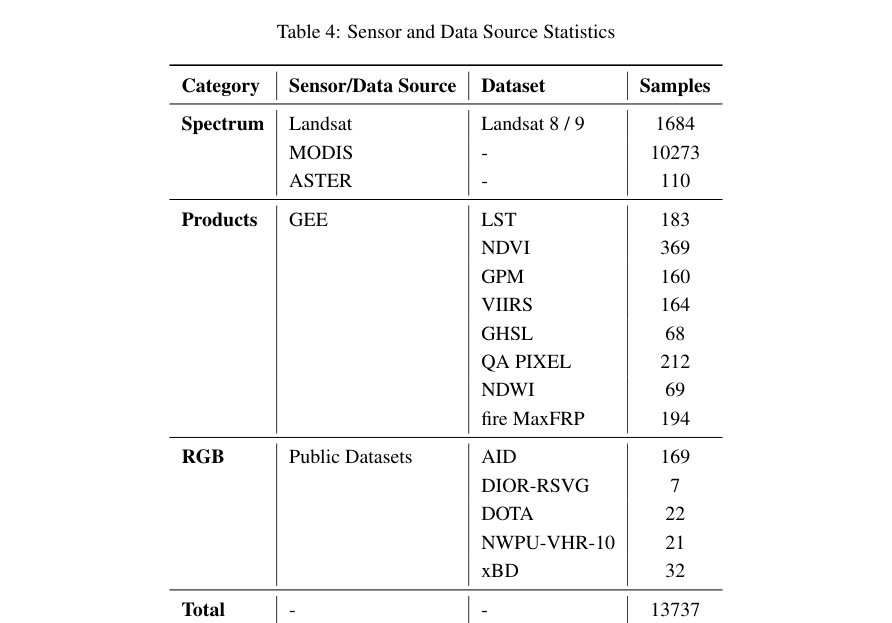 Table 4: Sensor and Data Source Statistics
Category Sensor/Data Source Dataset Samples
Spectrum Landsat Landsat 8 / 9 1684
MODIS - 10273
ASTER - 110
Products GEE LST 183
NDVI 369
GPM 160
VIIRS 164
GHSL 68
QA PIXEL 212
NDWI 69
fire MaxFRP 194
RGB Public Datasets AID 169
DIOR-RSVG 7
DOTA 22
NWPU-VHR-10 21
xBD 32
Total - - 13737